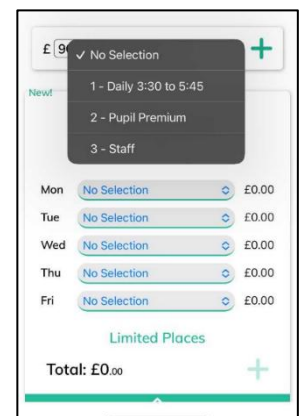 £ 90
✓ No Selection
New!
1 - Daily 3:30 to 5:45
2 - Pupil Premium
3 - Staff
Mon No Selection £0.00
Tue No Selection £0.00
Wed No Selection £0.00
Thu No Selection £0.00
Fri No Selection £0.00
Limited Places
Total: £0.00